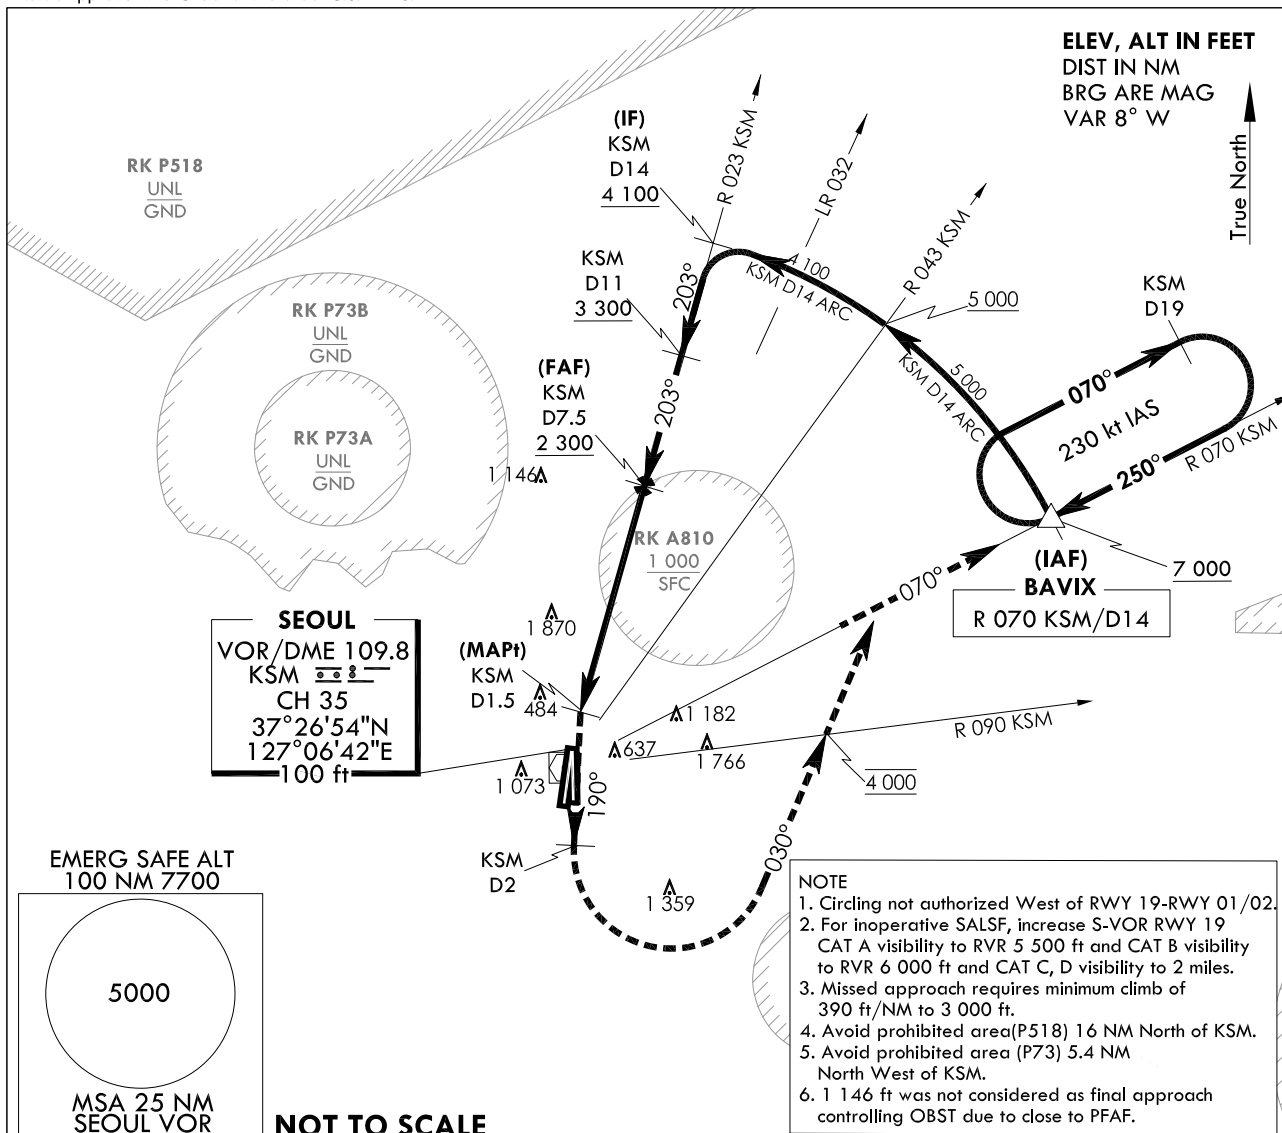 ELEV, ALT IN FEET
DIST IN NM
BRG ARE MAG
VAR 8° W
True North
RK P518
UNL
GND
(IF)
KSM
D14
4 100
R 023 KSM
LR 032
R 043 KSM
4 100
KSM D14 ARC
5 000
KSM
D11
3 300
203°
KSM
D19
RK P73B
UNL
GND
(FAF)
KSM
D7.5
2 300
203°
5 000
KSM D14 ARC
070°
230 kt IAS
250°
R 070 KSM
RK P73A
UNL
GND
1 146
RK A810
1 000
SFC
070°
(IAF)
BAVIX
7 000
R 070 KSM/D14
SEOUL
VOR/DME 109.8
KSM
CH 35
37°26'54"N
127°06'42"E
100 ft
1 870
(MAPt)
KSM
D1.5
484
1 182
637
1 766
R 090 KSM
1 073
190°
4 000
KSM
D2
030°
1 359
EMERG SAFE ALT
100 NM 7700
5000
MSA 25 NM
SEOUL VOR
NOT TO SCALE
NOTE
1. Circling not authorized West of RWY 19-RWY 01/02.
2. For inoperative SALSF, increase S-VOR RWY 19
CAT A visibility to RVR 5 500 ft and CAT B visibility
to RVR 6 000 ft and CAT C, D visibility to 2 miles.
3. Missed approach requires minimum climb of
390 ft/NM to 3 000 ft.
4. Avoid prohibited area(P518) 16 NM North of KSM.
5. Avoid prohibited area (P73) 5.4 NM
North West of KSM.
6. 1 146 ft was not considered as final approach
controlling OBST due to close to PFAF.